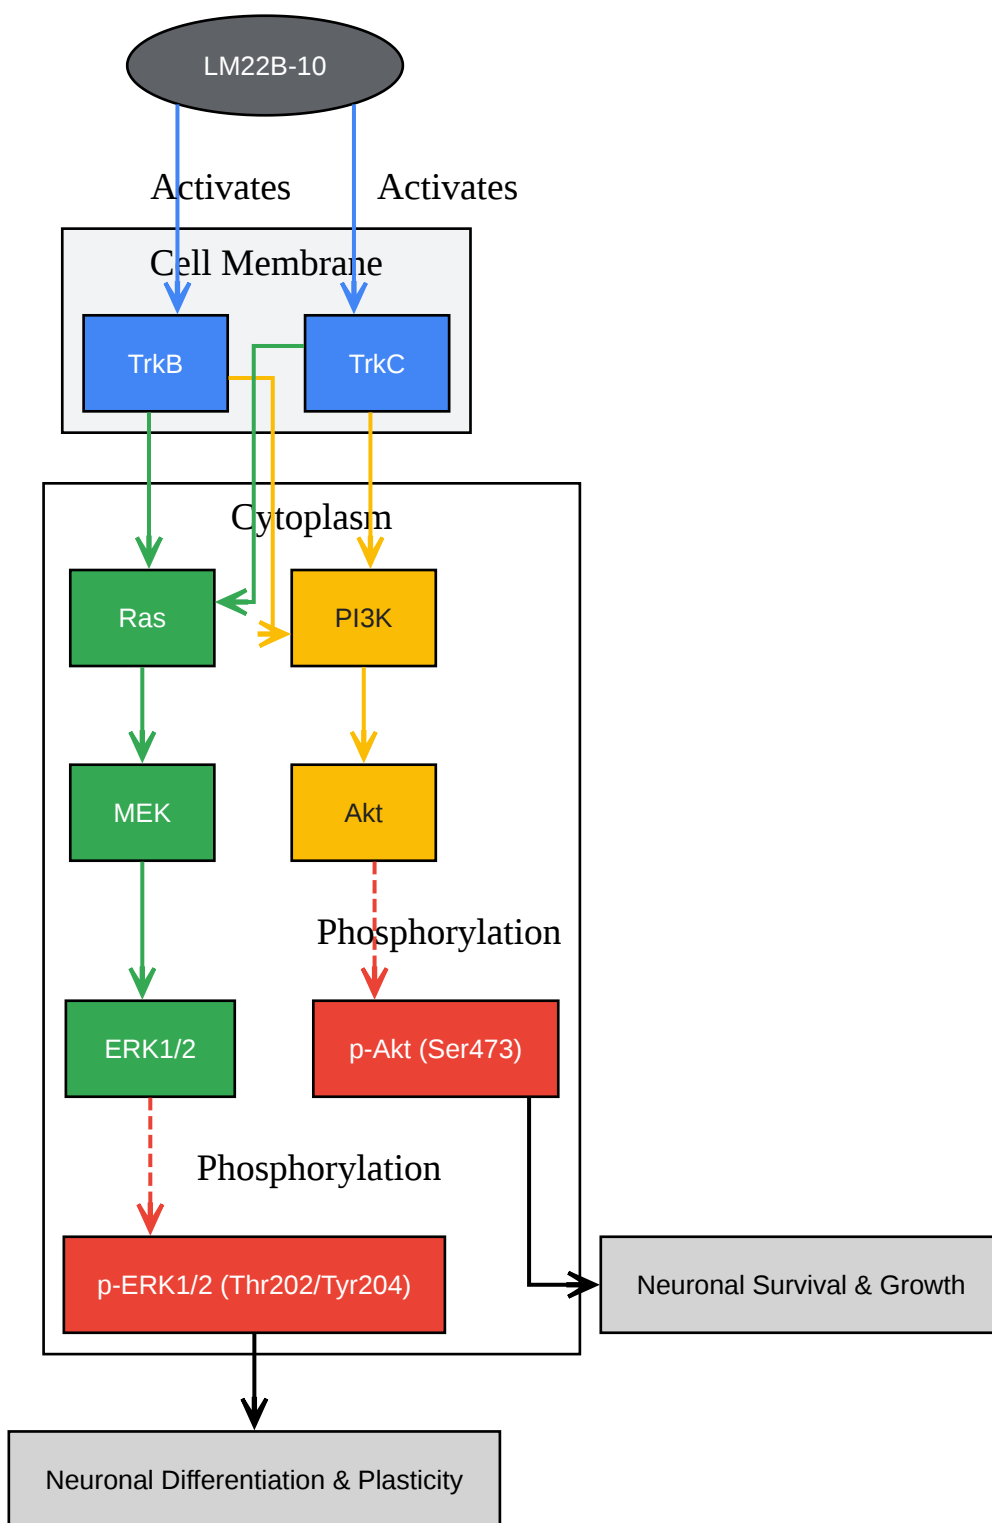 LM22B-10
Activates
Activates
Cell Membrane
TrkB
TrkC
Cytoplasm
Ras
PI3K
MEK
Akt
Phosphorylation
ERK1/2
p-Akt (Ser473)
Phosphorylation
p-ERK1/2 (Thr202/Tyr204)
Neuronal Survival & Growth
Neuronal Differentiation & Plasticity